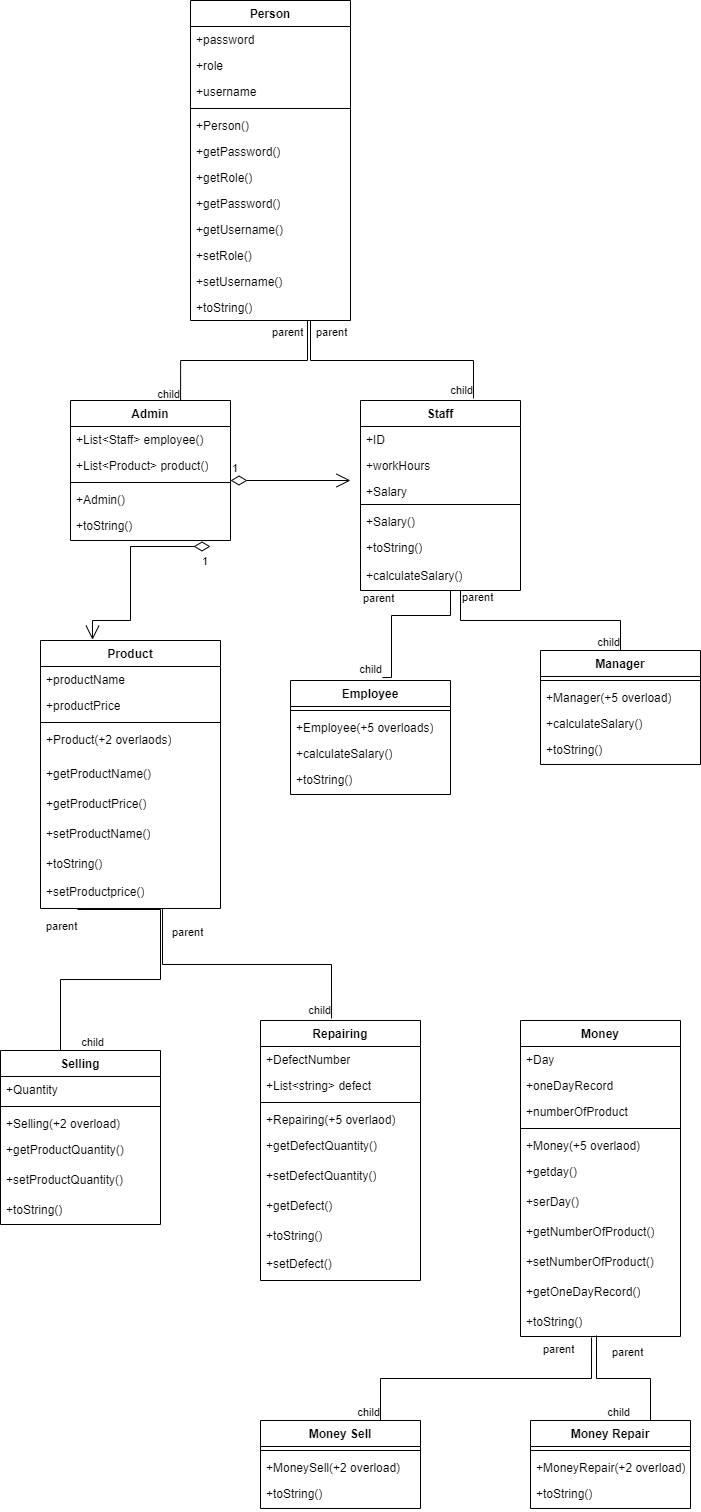 Person
+password
+role
+username
+Person()
+getPassword()
+getRole()
+getPassword()
+getUsername()
+setRole()
+setUsername()
+toString()
parent parent
child
child
Admin
+List<Staff> employee()
+List<Product> product()
+Admin()
+toString()
1
1
Staff
+ID
+workHours
+Salary
+Salary()
+toString()
+calculateSalary()
parent parent
child
child
Employee
+Employee(+5 overloads)
+calculateSalary()
+toString()
Manager
+Manager(+5 overload)
+calculateSalary()
+toString()
Product
+productName
+productPrice
+Product(+2 overlaods)
+getProductName()
+getProductPrice()
+setProductName()
+toString()
+setProductprice()
parent
parent
child
child
Selling
+Quantity
+Selling(+2 overload)
+getProductQuantity()
+setProductQuantity()
+toString()
Repairing
+DefectNumber
+List<string> defect
+Repairing(+5 overlaod)
+getDefectQuantity()
+setDefectQuantity()
+getDefect()
+toString()
+setDefect()
Money
+Day
+oneDayRecord
+numberOfProduct
+Money(+5 overlaod)
+getday()
+serDay()
+getNumberOfProduct()
+setNumberOfProduct()
+getOneDayRecord()
+toString()
parent
parent
child
child
Money Sell
+MoneySell(+2 overload)
+toString()
Money Repair
+MoneyRepair(+2 overload)
+toString()